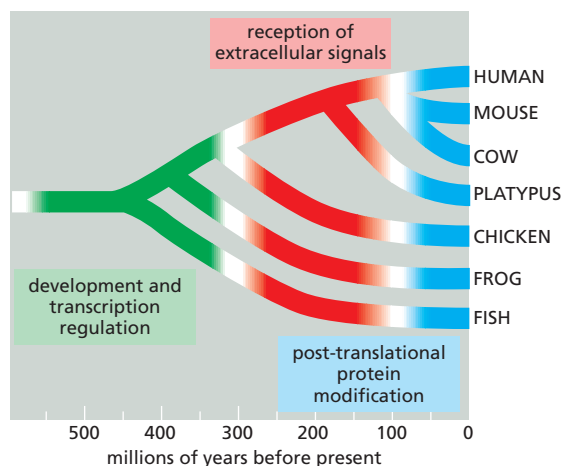 reception of
extracellular signals
HUMAN
MOUSE
COW
PLATYPUS
CHICKEN
FROG
FISH
development and
transcription
regulation
post-translational
protein
modification
500 400 300 200 100 0
millions of years before present